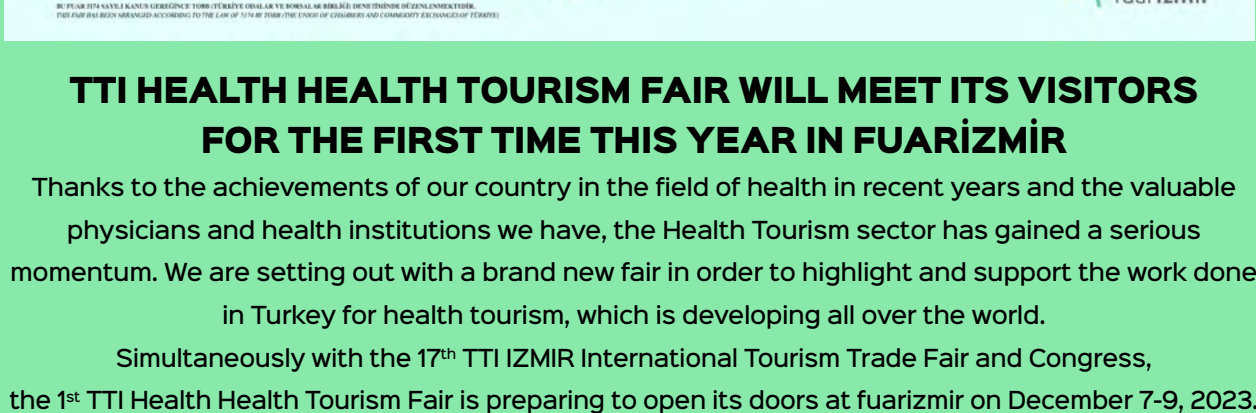 BU FUAR 5174 SAYILI KANUN GEREĞİNCE TOBB (TÜRKİYE ODALAR VE BORSALAR BİRLİĞİ) DENETİMİNDE DÜZENLENMEKTEDİR.
THIS FAIR HAS BEEN ARRANGED ACCORDING TO THE LAW OF 5174 BY TOBB (THE UNION OF CHAMBERS AND COMMODITY EXCHANGES OF TÜRKİYE)
TTI HEALTH HEALTH TOURISM FAIR WILL MEET ITS VISITORS
FOR THE FIRST TIME THIS YEAR IN FUARİZMİR
Thanks to the achievements of our country in the field of health in recent years and the valuable
physicians and health institutions we have, the Health Tourism sector has gained a serious
momentum. We are setting out with a brand new fair in order to highlight and support the work done
in Turkey for health tourism, which is developing all over the world.
Simultaneously with the 17th TTI IZMIR International Tourism Trade Fair and Congress,
the 1st TTI Health Health Tourism Fair is preparing to open its doors at fuarizmir on December 7-9, 2023.